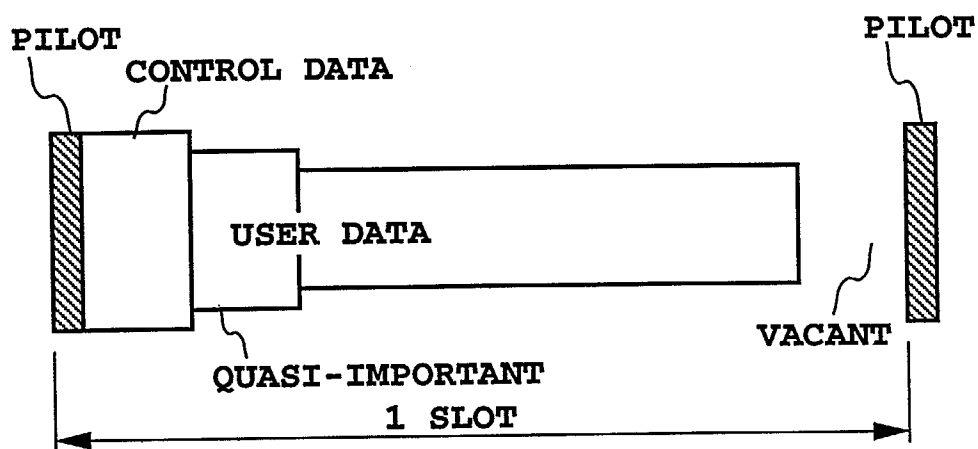 PILOT
PILOT
CONTROL DATA
USER DATA
VACANT
QUASI-IMPORTANT
1 SLOT